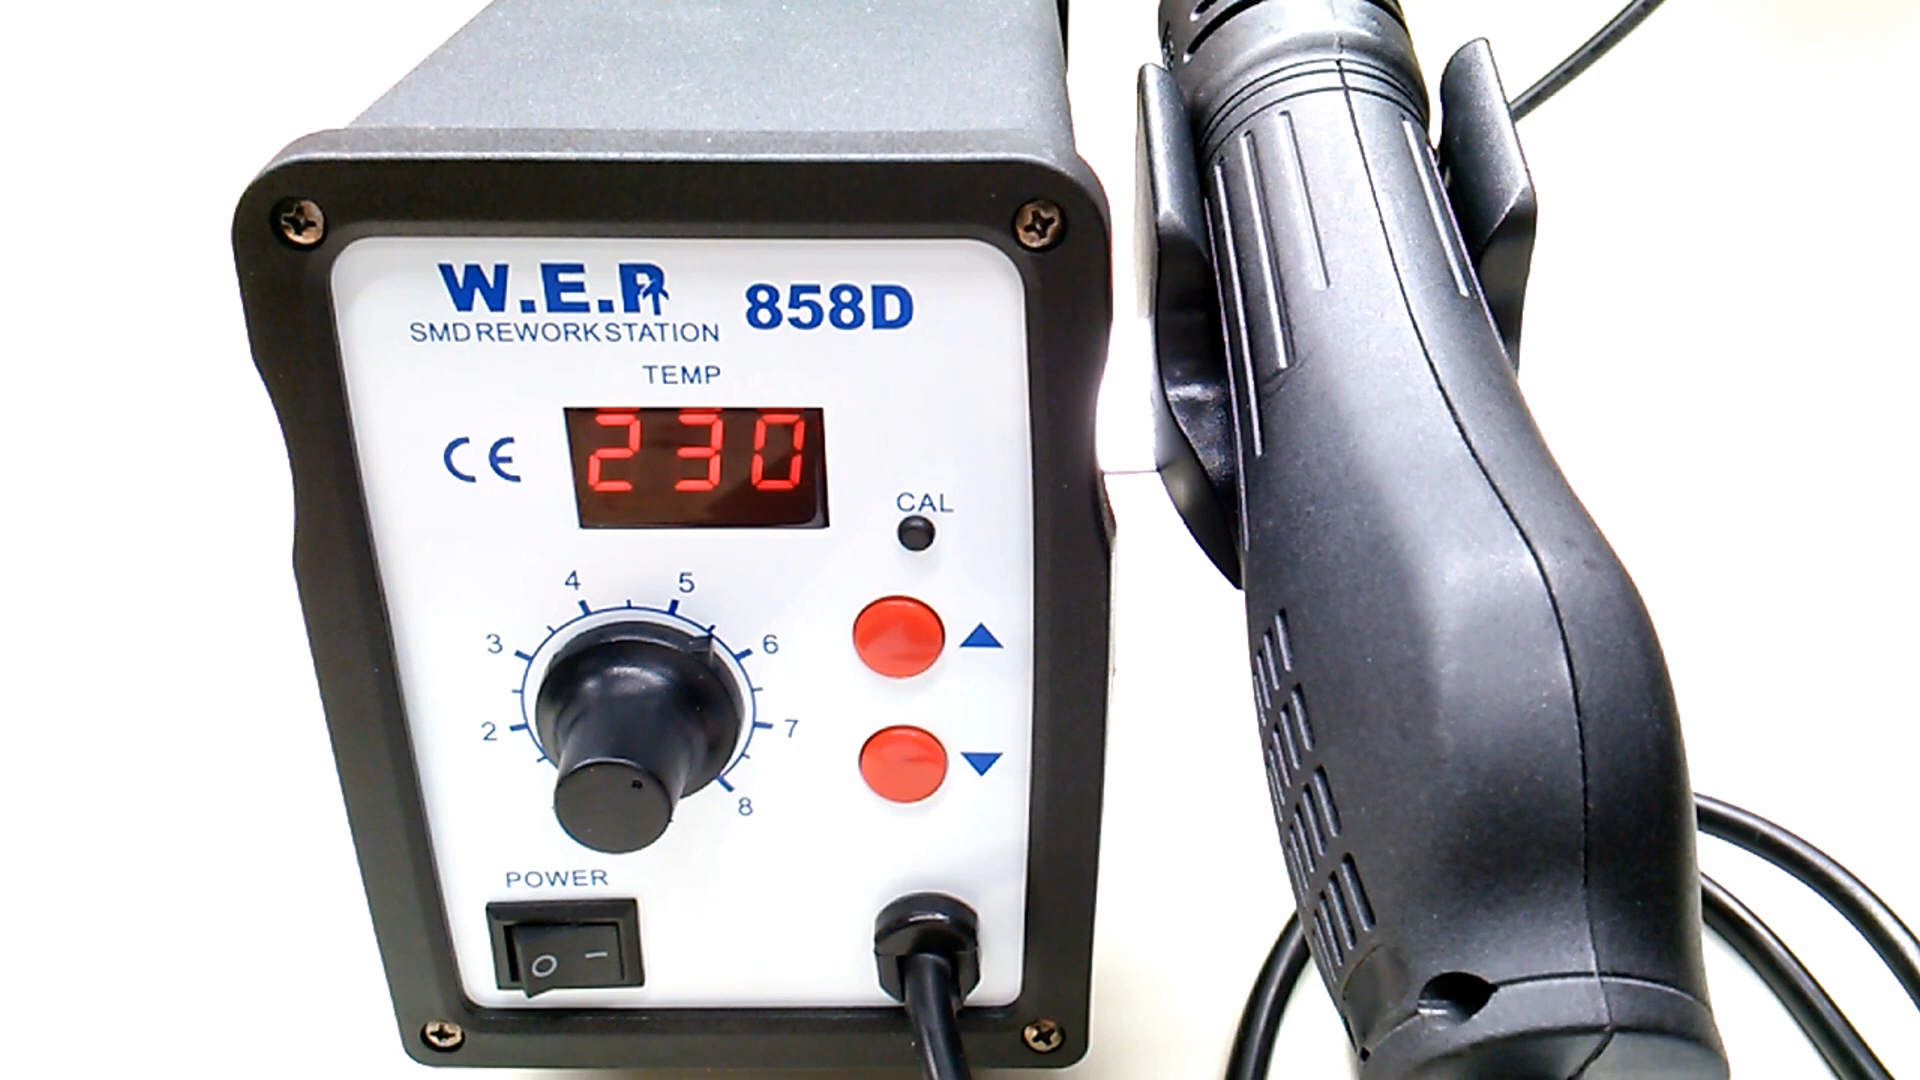 W.E.P 858D
SMD REWORK STATION
TEMP
CE
230
CAL
4 5
3 6
2 7
8
POWER
O –